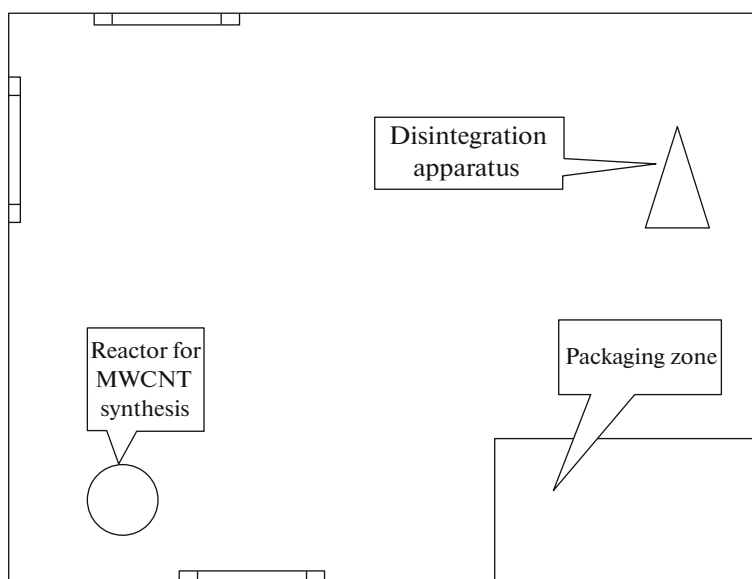 Disintegration
apparatus
Reactor for
MWCNT
synthesis
Packaging zone